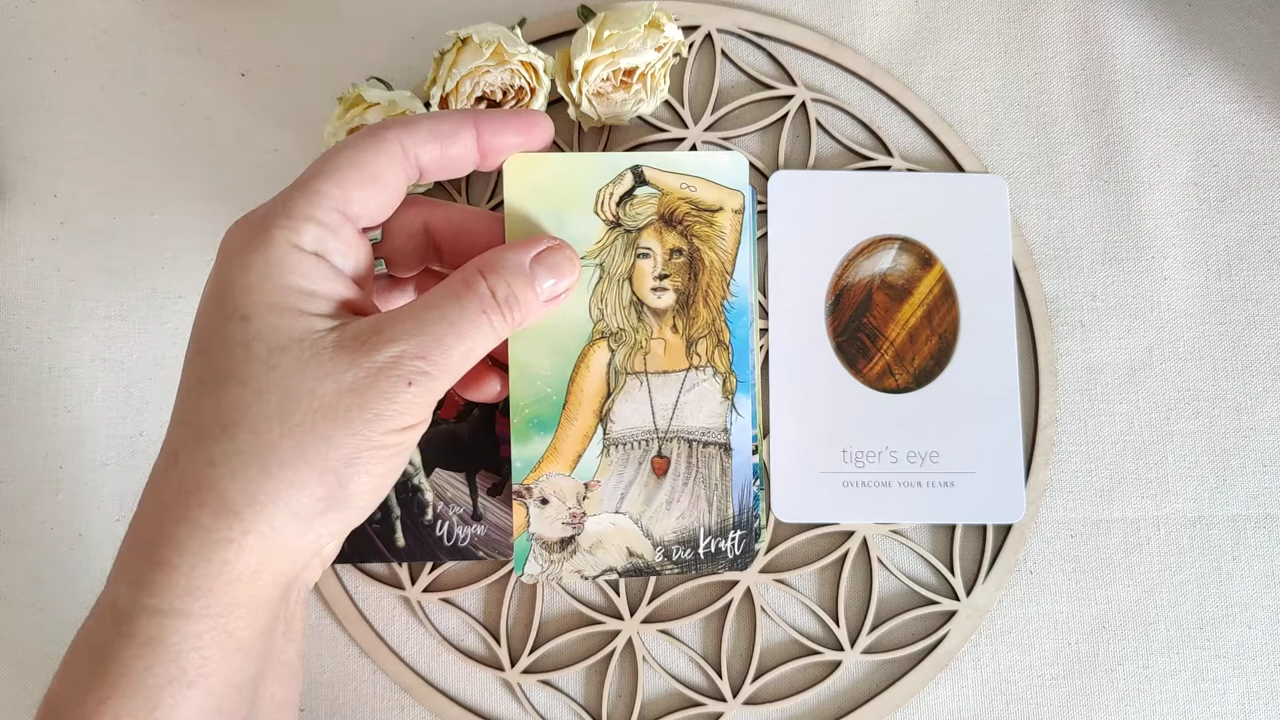 7. Der
Wagen
8. Die Kraft
tiger's eye
OVERCOME YOUR FEARS